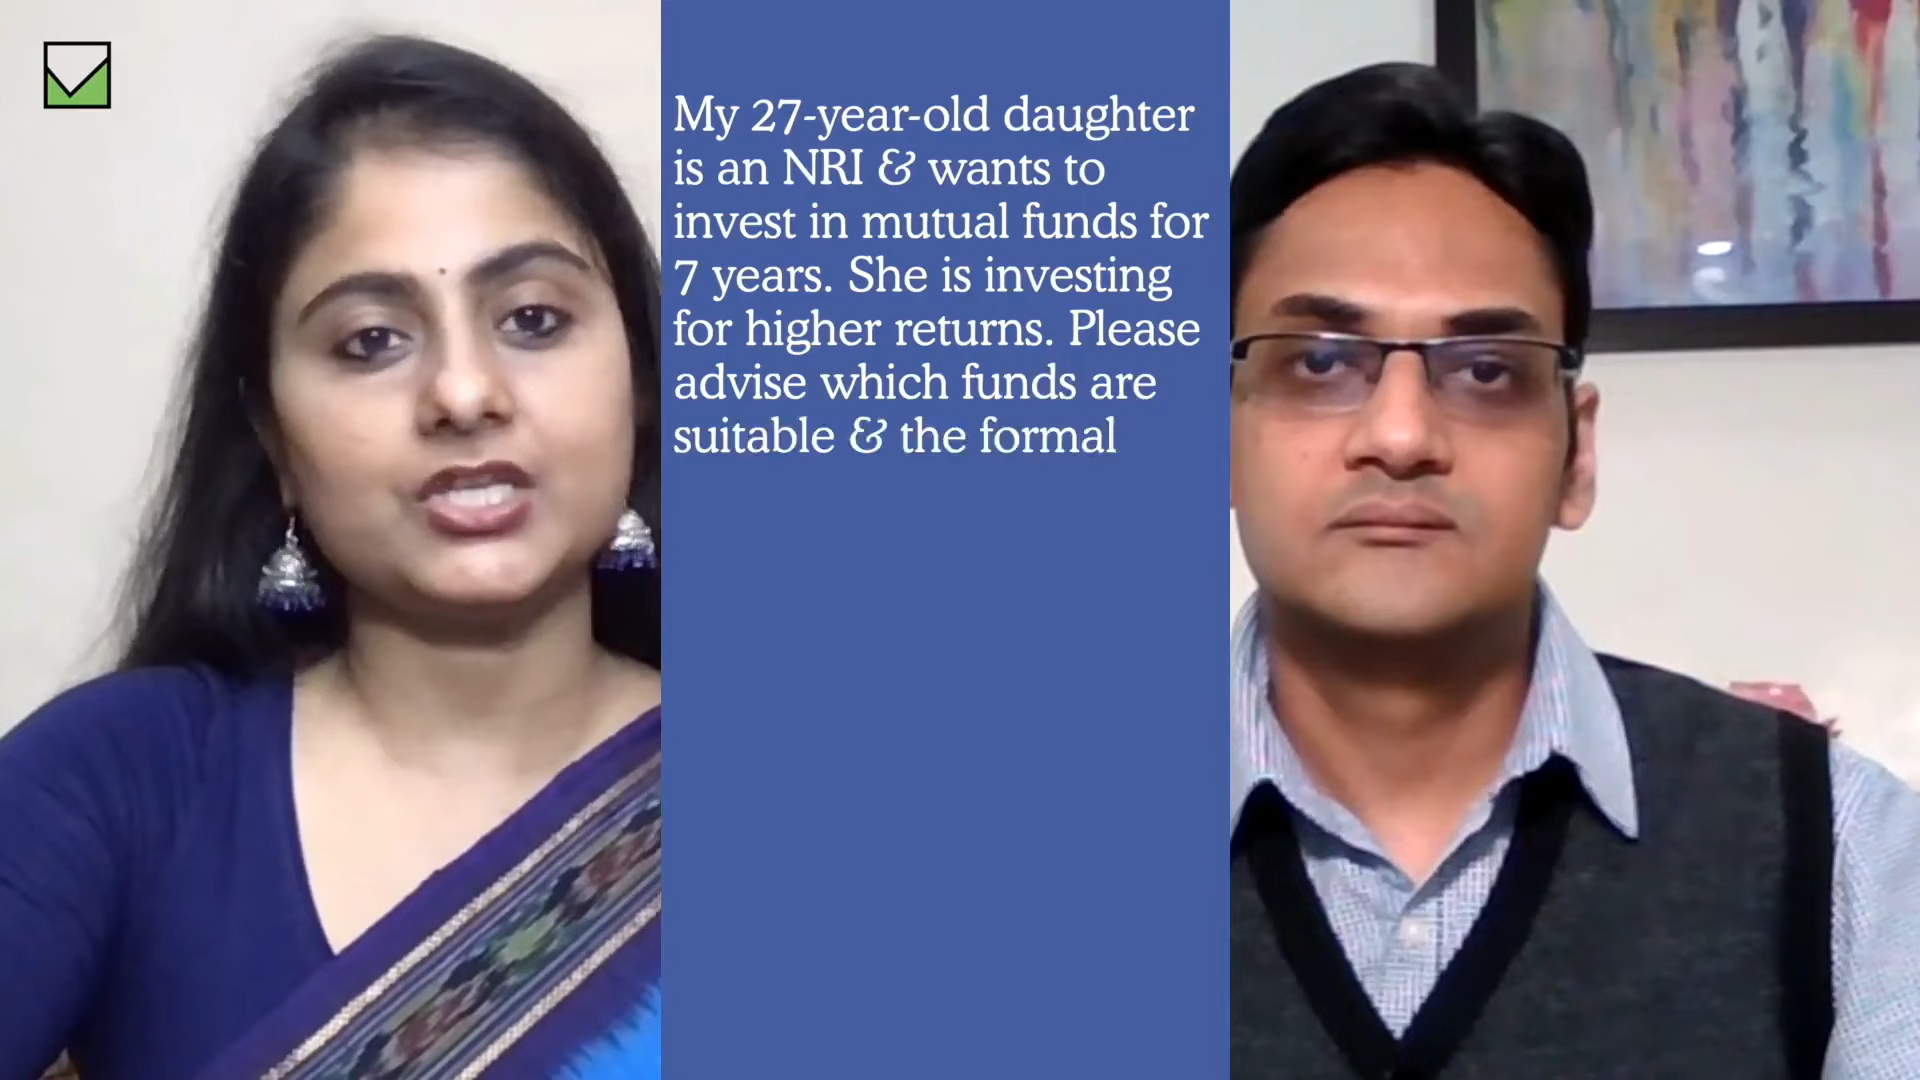 My 27-year-old daughter
is an NRI & wants to
invest in mutual funds for
7 years. She is investing
for higher returns. Please
advise which funds are
suitable & the formal